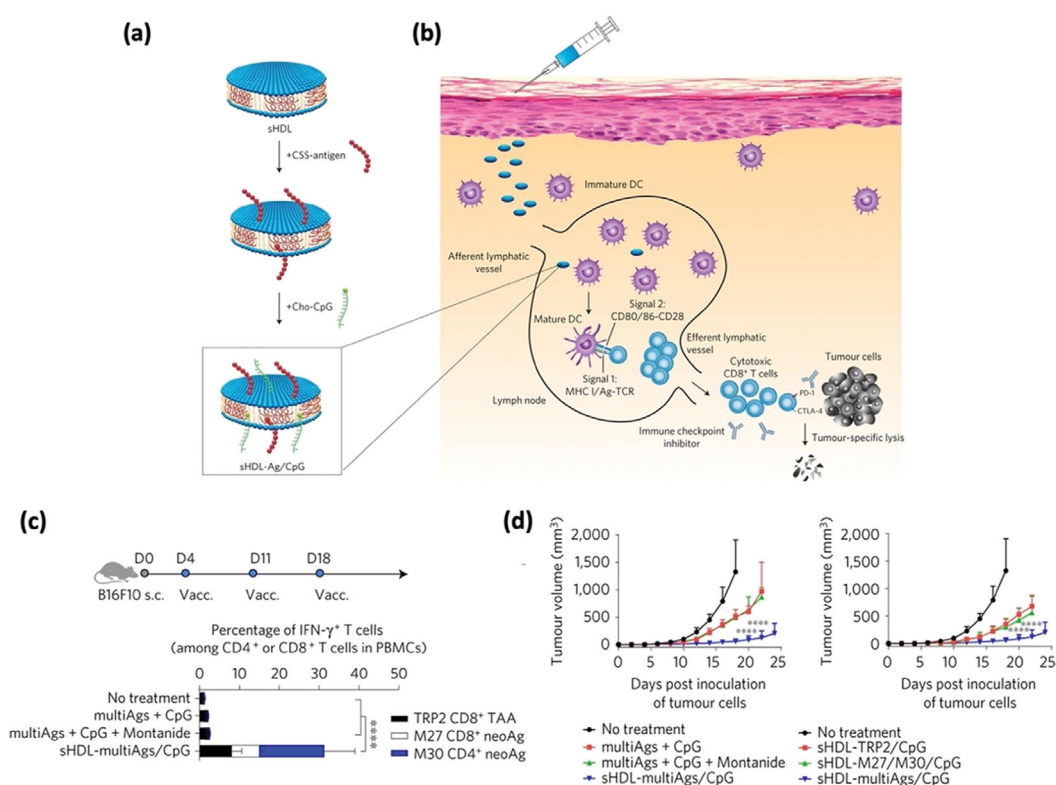 (a)
sHDL
+CSS-antigen
+Cho-CpG
sHDL-Ag/CpG
(b)
Immature DC
Afferent lymphatic
vessel
Signal 2:
CD80/86-CD28
Mature DC
Efferent lymphatic
vessel
Signal 1:
MHC I/Ag-TCR
Lymph node
Cytotoxic
CD8⁺ T cells
Tumour cells
PD-1
CTLA-4
Immune checkpoint
inhibitor
Tumour-specific lysis
(c)
D0 D4 D11 D18
B16F10 s.c. Vacc. Vacc. Vacc.
Percentage of IFN-γ⁺ T cells
(among CD4⁺ or CD8⁺ T cells in PBMCs)
0 10 20 30 40 50
No treatment
multiAgs + CpG
multiAgs + CpG + Montanide
sHDL-multiAgs/CpG
****
TRP2 CD8⁺ TAA
M27 CD8⁺ neoAg
M30 CD4⁺ neoAg
(d)
Tumour volume (mm³)
2,000
1,500
1,000
500
0
0 5 10 15 20 25
Days post inoculation
of tumour cells
**** ****
No treatment
multiAgs + CpG
multiAgs + CpG + Montanide
sHDL-multiAgs/CpG
Tumour volume (mm³)
2,000
1,500
1,000
500
0
0 5 10 15 20 25
Days post inoculation
of tumour cells
**** ****
No treatment
sHDL-TRP2/CpG
sHDL-M27/M30/CpG
sHDL-multiAgs/CpG